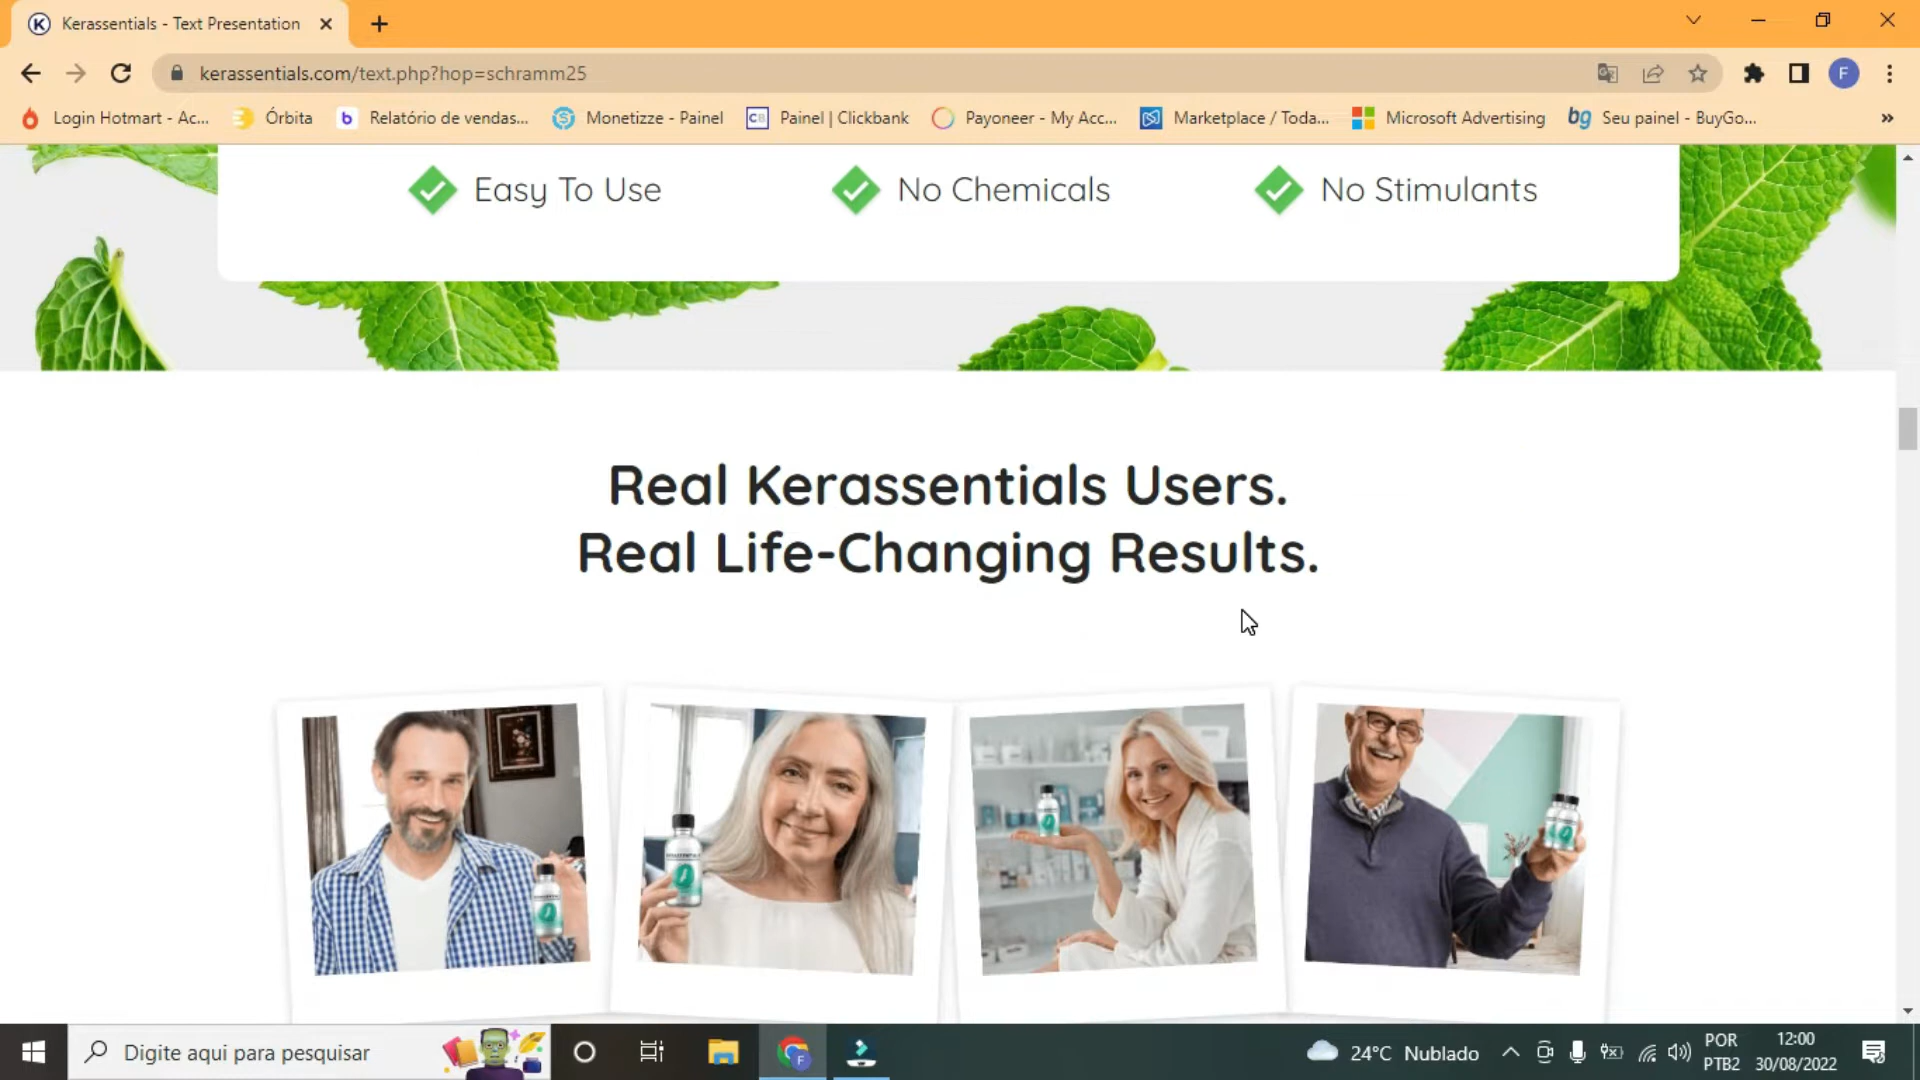 Kerassentials - Text Presentation
kerassentials.com/text.php?hop=schramm25
F
Login Hotmart - Ac...
Órbita
b Relatório de vendas...
Monetizze - Painel
CB Painel | Clickbank
Payoneer - My Acc...
Marketplace / Toda...
Microsoft Advertising
bg Seu painel - BuyGo...
»
Easy To Use
No Chemicals
No Stimulants
Real Kerassentials Users.
Real Life-Changing Results.
Digite aqui para pesquisar
24°C Nublado
POR
PTB2
12:00
30/08/2022